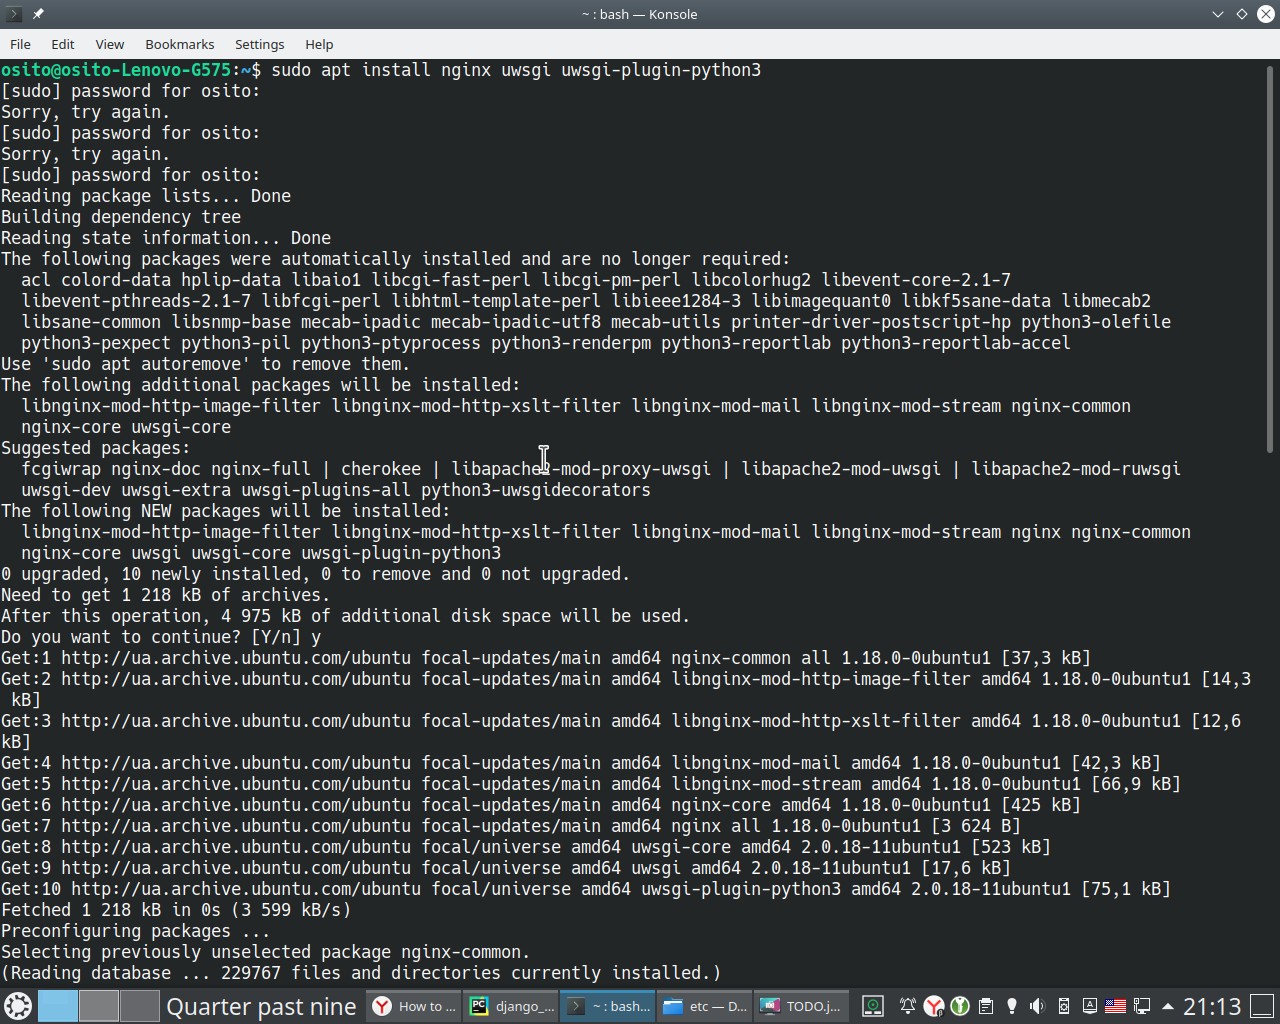 ~ : bash — Konsole
File Edit View Bookmarks Settings Help
osito@osito-Lenovo-G575:~$ sudo apt install nginx uwsgi uwsgi-plugin-python3
[sudo] password for osito:
Sorry, try again.
[sudo] password for osito:
Sorry, try again.
[sudo] password for osito:
Reading package lists... Done
Building dependency tree
Reading state information... Done
The following packages were automatically installed and are no longer required:
acl colord-data hplip-data libaio1 libcgi-fast-perl libcgi-pm-perl libcolorhug2 libevent-core-2.1-7
libevent-pthreads-2.1-7 libfcgi-perl libhtml-template-perl libieee1284-3 libimagequant0 libkf5sane-data libmecab2
libsane-common libsnmp-base mecab-ipadic mecab-ipadic-utf8 mecab-utils printer-driver-postscript-hp python3-olefile
python3-pexpect python3-pil python3-ptyprocess python3-renderpm python3-reportlab python3-reportlab-accel
Use 'sudo apt autoremove' to remove them.
The following additional packages will be installed:
libnginx-mod-http-image-filter libnginx-mod-http-xslt-filter libnginx-mod-mail libnginx-mod-stream nginx-common
nginx-core uwsgi-core
Suggested packages:
fcgiwrap nginx-doc nginx-full | cherokee | libapache2-mod-proxy-uwsgi | libapache2-mod-uwsgi | libapache2-mod-ruwsgi
uwsgi-dev uwsgi-extra uwsgi-plugins-all python3-uwsgidecorators
The following NEW packages will be installed:
libnginx-mod-http-image-filter libnginx-mod-http-xslt-filter libnginx-mod-mail libnginx-mod-stream nginx nginx-common
nginx-core uwsgi uwsgi-core uwsgi-plugin-python3
0 upgraded, 10 newly installed, 0 to remove and 0 not upgraded.
Need to get 1 218 kB of archives.
After this operation, 4 975 kB of additional disk space will be used.
Do you want to continue? [Y/n] y
Get:1 http://ua.archive.ubuntu.com/ubuntu focal-updates/main amd64 nginx-common all 1.18.0-0ubuntu1 [37,3 kB]
Get:2 http://ua.archive.ubuntu.com/ubuntu focal-updates/main amd64 libnginx-mod-http-image-filter amd64 1.18.0-0ubuntu1 [14,3
kB]
Get:3 http://ua.archive.ubuntu.com/ubuntu focal-updates/main amd64 libnginx-mod-http-xslt-filter amd64 1.18.0-0ubuntu1 [12,6
kB]
Get:4 http://ua.archive.ubuntu.com/ubuntu focal-updates/main amd64 libnginx-mod-mail amd64 1.18.0-0ubuntu1 [42,3 kB]
Get:5 http://ua.archive.ubuntu.com/ubuntu focal-updates/main amd64 libnginx-mod-stream amd64 1.18.0-0ubuntu1 [66,9 kB]
Get:6 http://ua.archive.ubuntu.com/ubuntu focal-updates/main amd64 nginx-core amd64 1.18.0-0ubuntu1 [425 kB]
Get:7 http://ua.archive.ubuntu.com/ubuntu focal-updates/main amd64 nginx all 1.18.0-0ubuntu1 [3 624 B]
Get:8 http://ua.archive.ubuntu.com/ubuntu focal/universe amd64 uwsgi-core amd64 2.0.18-11ubuntu1 [523 kB]
Get:9 http://ua.archive.ubuntu.com/ubuntu focal/universe amd64 uwsgi amd64 2.0.18-11ubuntu1 [17,6 kB]
Get:10 http://ua.archive.ubuntu.com/ubuntu focal/universe amd64 uwsgi-plugin-python3 amd64 2.0.18-11ubuntu1 [75,1 kB]
Fetched 1 218 kB in 0s (3 599 kB/s)
Preconfiguring packages ...
Selecting previously unselected package nginx-common.
(Reading database ... 229767 files and directories currently installed.)
Quarter past nine How to ... django_... ~ : bash... etc — D... TODO.j... 21:13